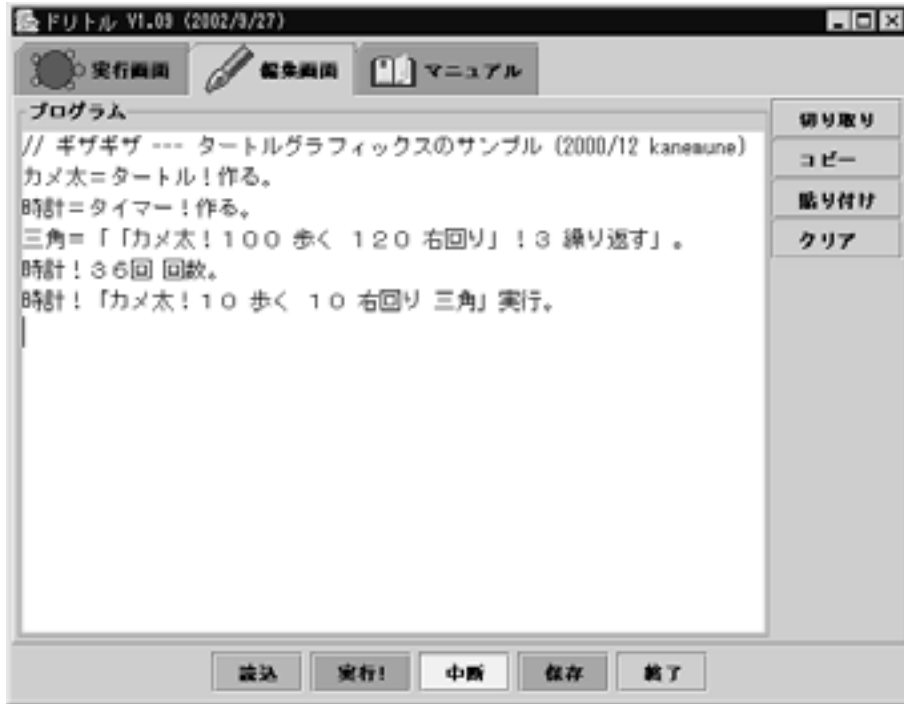 ドリトル V1.09 (2002/9/27)
実行画面 編集画面 マニュアル
プログラム
// ギザギザ --- タートルグラフィックスのサンプル (2000/12 kanemune)
カメ太=タートル!作る。
時計=タイマー!作る。
三角=「「カメ太!100 歩く 120 右回り」!3 繰り返す」。
時計!36回 回数。
時計!「カメ太!10 歩く 10 右回り 三角」実行。
切り取り
コピー
貼り付け
クリア
読込 実行! 中断 保存 終了